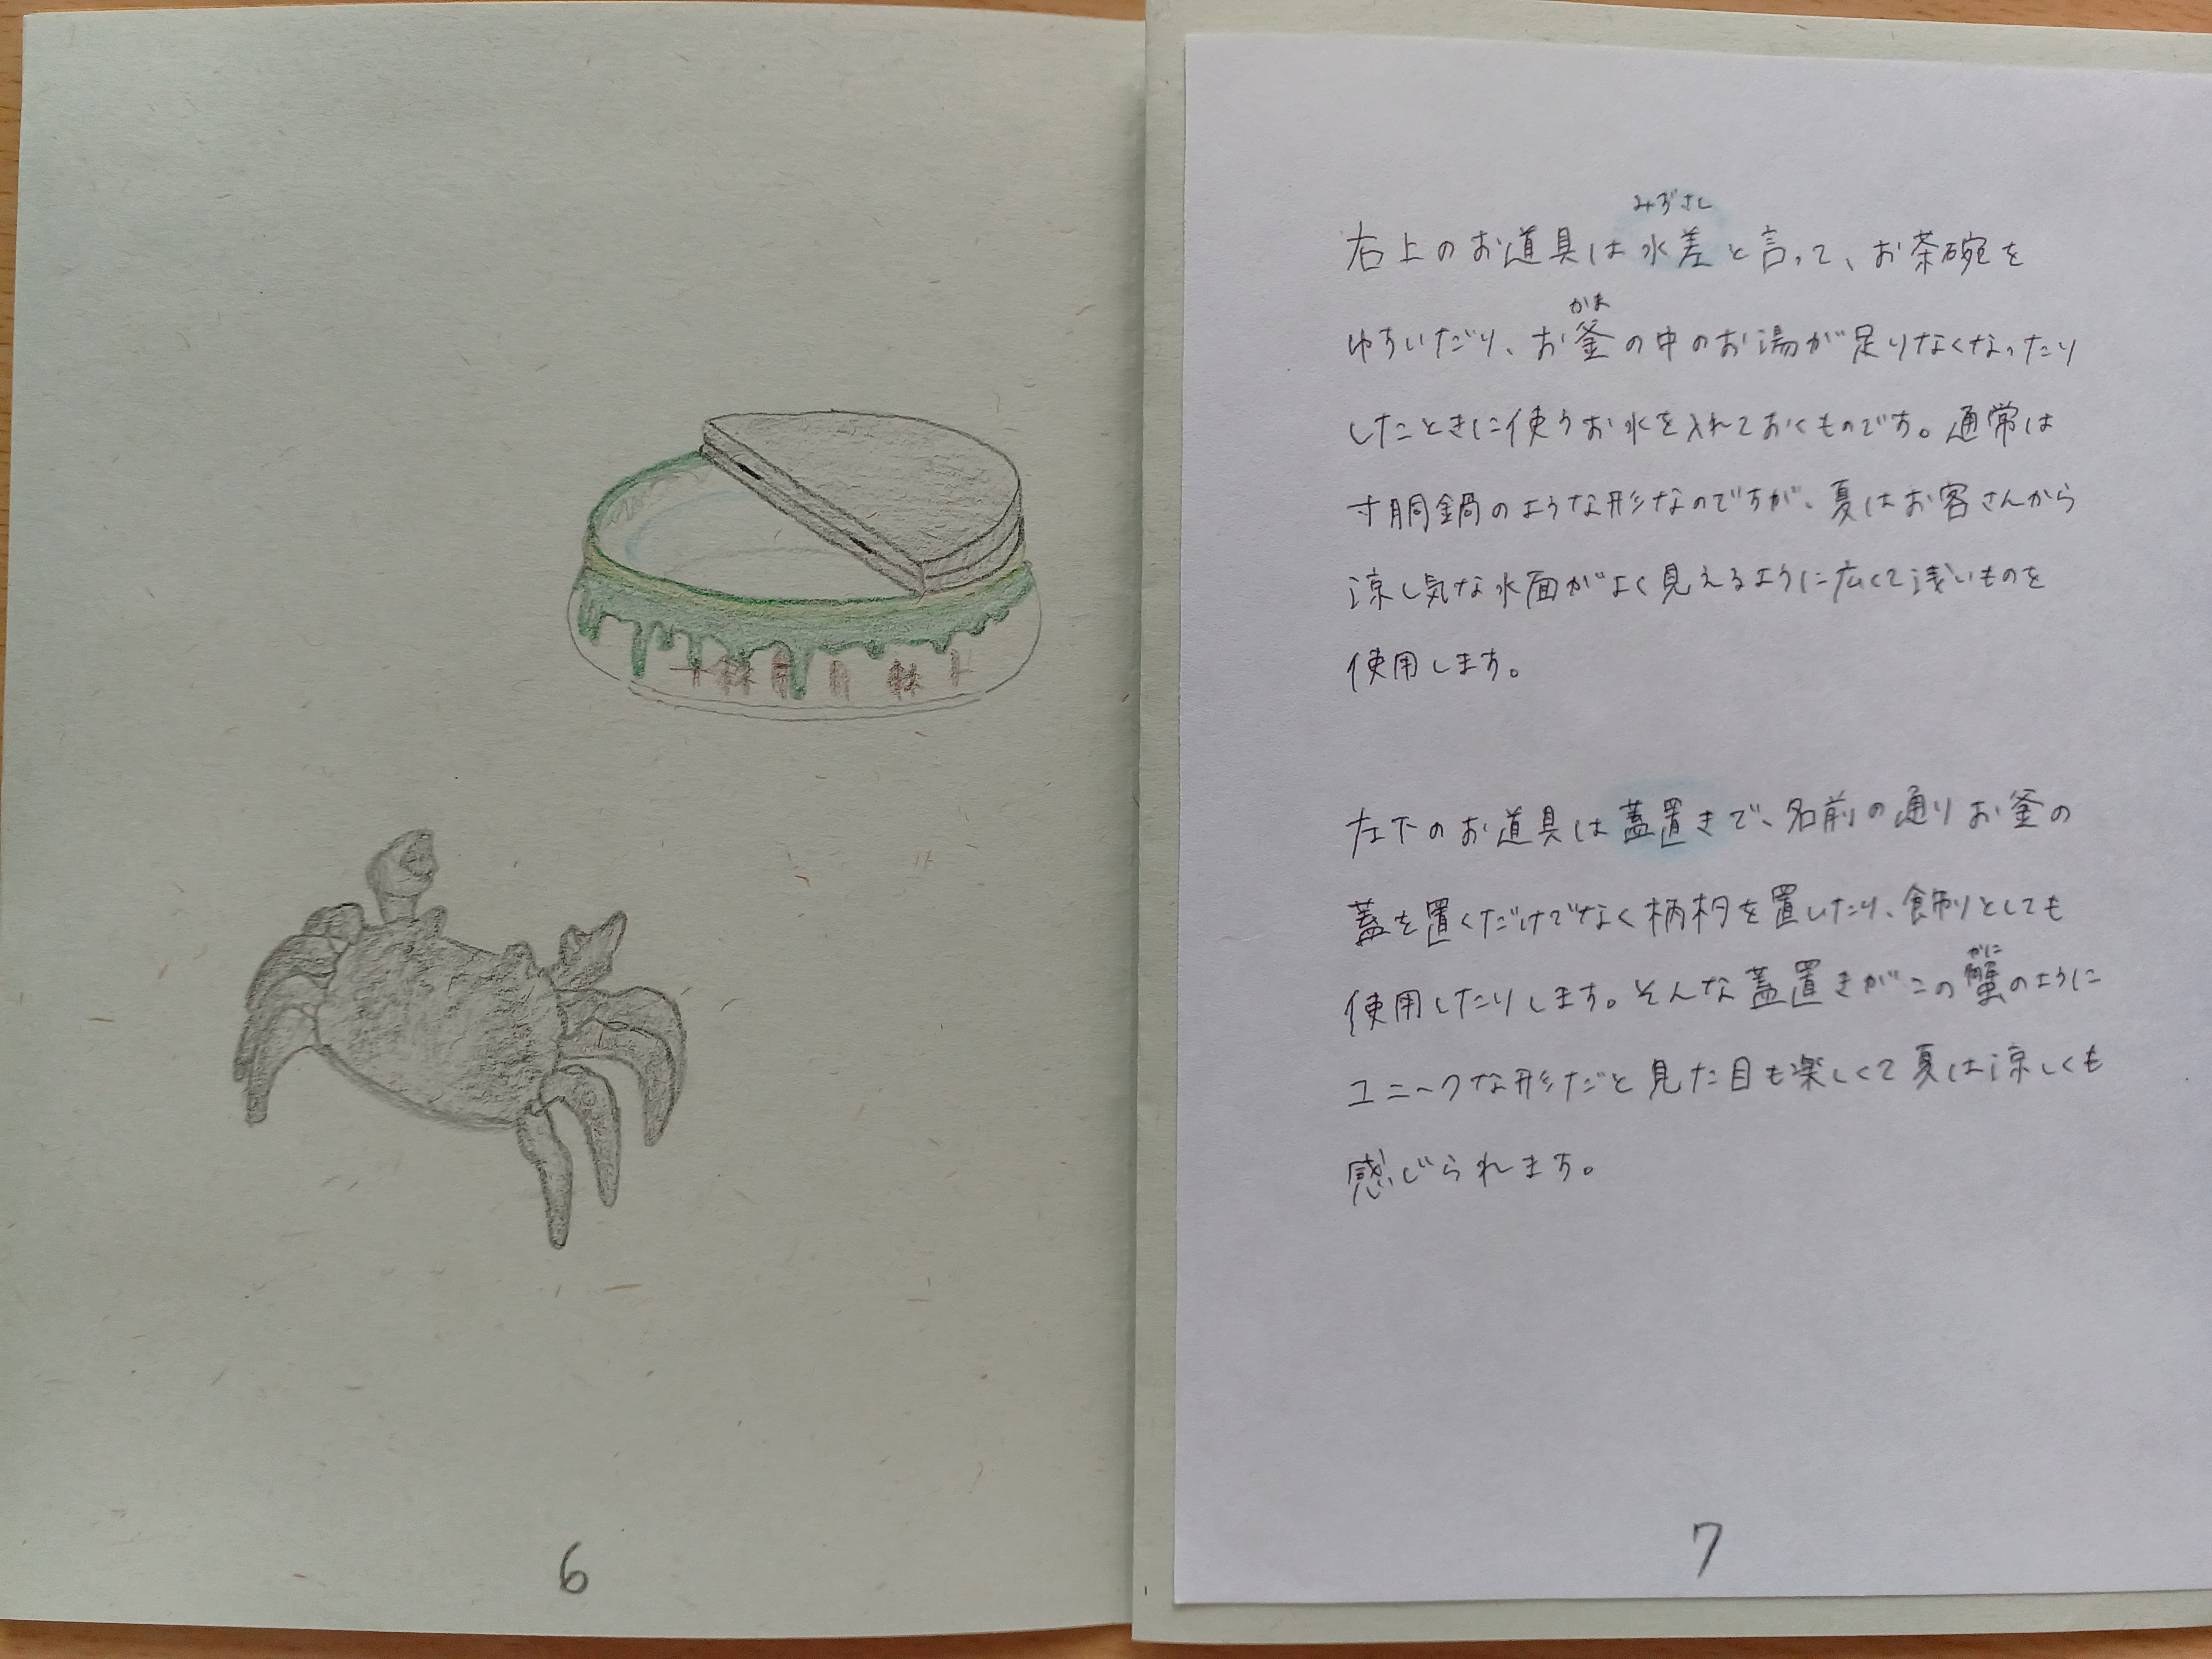 みずさし
右上のお道具は水差と言って、お茶碗を
かま
ゆすいだり、お釜の中のお湯が足りなくなったり
したときに使うお水を入れておくものです。通常は
寸胴鍋のような形なのですが、夏はお客さんから
涼し気な水面がよく見えるように広くて浅いものを
使用します。
左下のお道具は蓋置きで、名前の通りお釜の
蓋を置くだけでなく柄杓を置いたり、飾りとしても
かに
使用したりします。そんな蓋置きがこの蟹のように
ユニークな形だと見た目も楽しくて夏は涼しくも
感じられます。
6
7